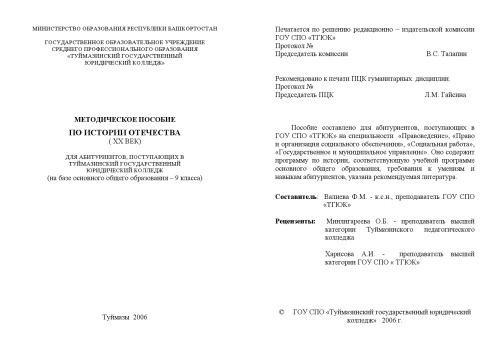 МИНИСТЕРСТВО ОБРАЗОВАНИЯ РЕСПУБЛИКИ БАШКОРТОСТАН
ГОСУДАРСТВЕННОЕ ОБРАЗОВАТЕЛЬНОЕ УЧРЕЖДЕНИЕ
СРЕДНЕГО ПРОФЕССИОНАЛЬНОГО ОБРАЗОВАНИЯ
«ТУЙМАЗИНСКИЙ ГОСУДАРСТВЕННЫЙ
ЮРИДИЧЕСКИЙ КОЛЛЕДЖ»
МЕТОДИЧЕСКОЕ ПОСОБИЕ
ПО ИСТОРИИ ОТЕЧЕСТВА
( XX ВЕК)
ДЛЯ АБИТУРИЕНТОВ, ПОСТУПАЮЩИХ В
ТУЙМАЗИНСКИЙ ГОСУДАРСТВЕННЫЙ
ЮРИДИЧЕСКИЙ КОЛЛЕДЖ
(на базе основного общего образования – 9 класса)
Туймазы 2006
Печатается по решению редакционно – издательской комиссии
ГОУ СПО «ТГЮК»
Протокол №
Председатель комиссии В.С. Талапин
Рекомендовано к печати ПЦК гуманитарных дисциплин.
Протокол №
Председатель ПЦК Л.М. Гайсина
Пособие составлено для абитуриентов, поступающих в
ГОУ СПО «ТГЮК» на специальности «Правоведение», «Право
и организация социального обеспечения», «Социальная работа»,
«Государственное и муниципальное управление». Оно содержит
программу по истории, соответствующую учебной программе
основного общего образования, требования к умениям и
навыкам абитуриентов, указана рекомендуемая литература.
Составитель: Валиева Ф.М. - к.с.н., преподаватель ГОУ СПО
«ТГЮК»
Рецензенты: Миннигареева О.Б. - преподаватель высшей
категории Туймазинского педагогического
колледжа
Харисова А.И. - преподаватель высшей
категории ГОУ СПО « ТГЮК»
© ГОУ СПО «Туймазинский государственный юридический
колледж» 2006 г.